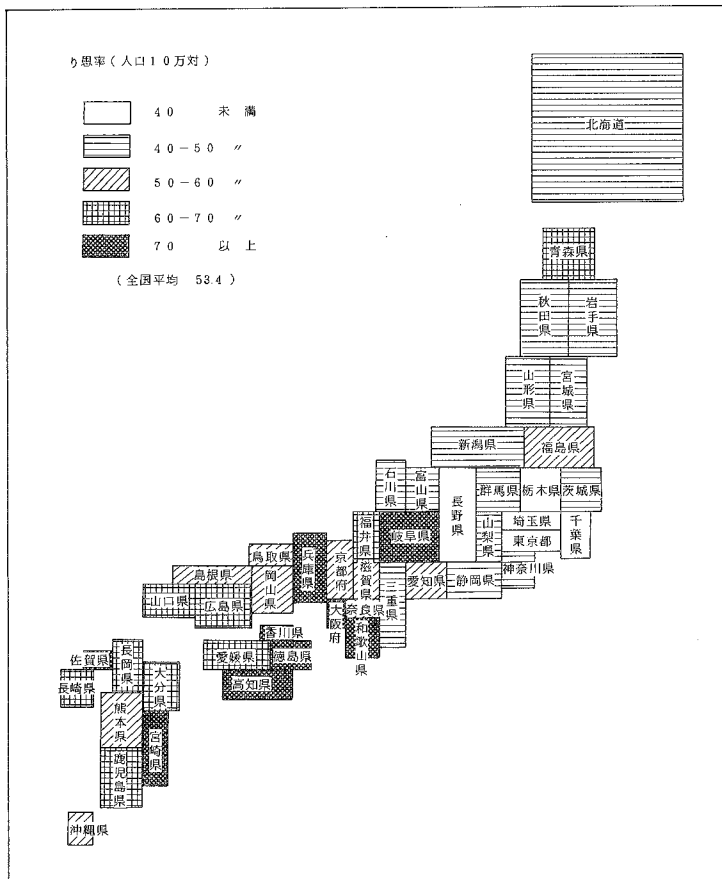 り患率(人口10万対)
40 未満
40-50 〃
50-60 〃
60-70 〃
70 以上
(全国平均 53.4)
北海道
青森県
秋田県
岩手県
山形県
宮城県
新潟県
福島県
石川県
富山県
長野県
群馬県
栃木県
茨城県
福井県
岐阜県
山梨県
埼玉県
東京都
千葉県
神奈川県
鳥取県
兵庫県
京都府
滋賀県
三重県
愛知県
静岡県
島根県
岡山県
山口県
広島県
大阪府
奈良県
和歌山県
香川県
愛媛県
徳島県
高知県
佐賀県
長岡県
大分県
長崎県
熊本県
宮崎県
鹿児島県
沖縄県